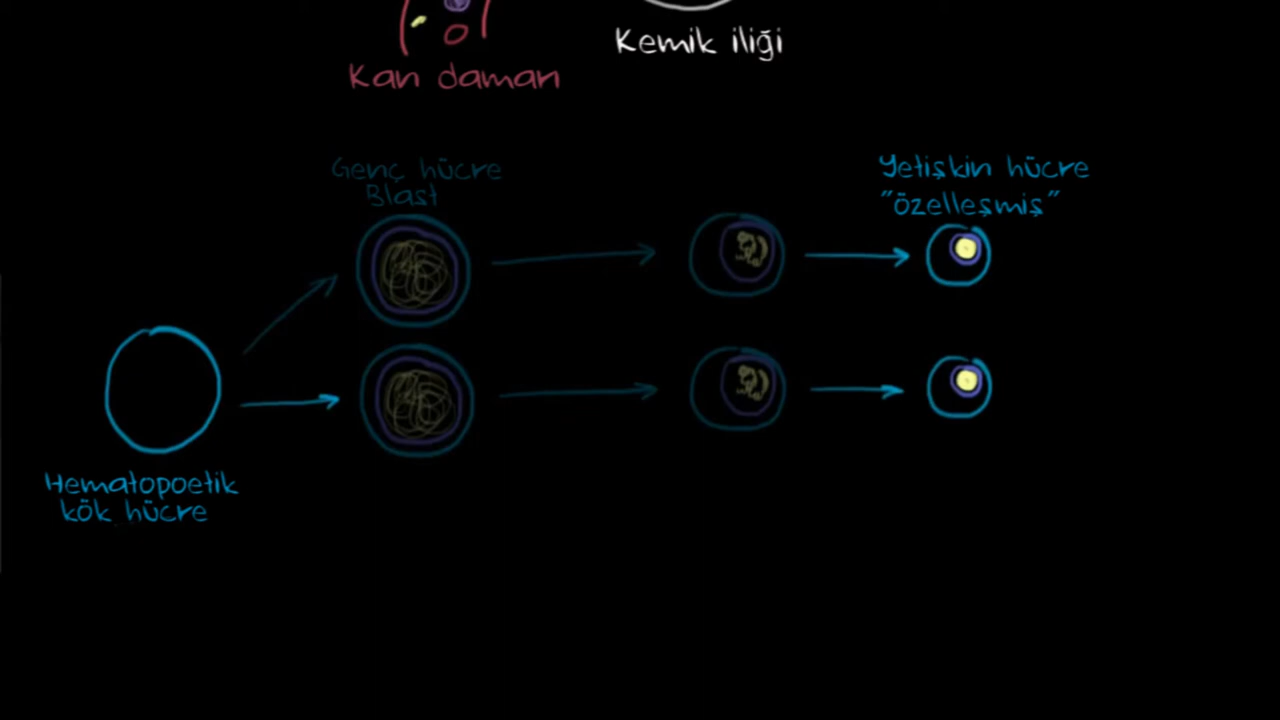 Kemik iliği
Kan damarı
Genç hücre
Blast
Yetişkin hücre
"özelleşmiş"
Hematopoetik
kök hücre